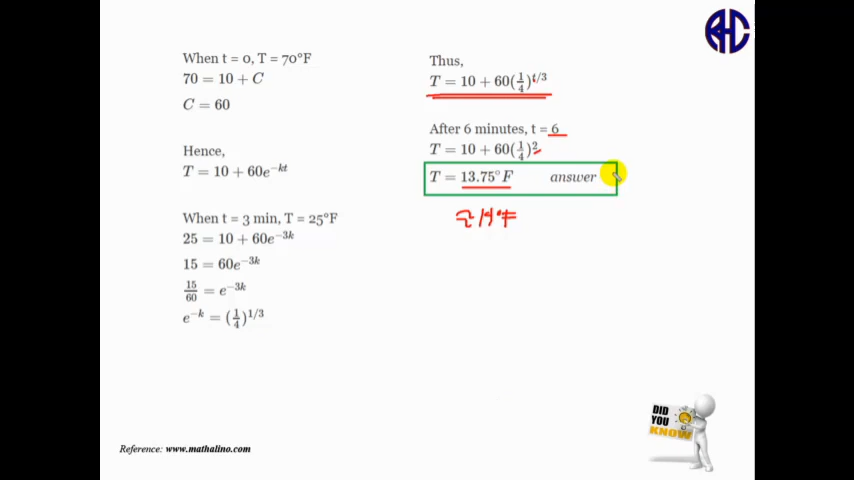 RHC
When t = 0, T = 70°F
70 = 10 + C
C = 60
Hence,
T = 10 + 60e^{-kt}
When t = 3 min, T = 25°F
25 = 10 + 60e^{-3k}
15 = 60e^{-3k}
15/60 = e^{-3k}
e^{-k} = (1/4)^{1/3}
Thus,
T = 10 + 60(1/4)^{t/3}
After 6 minutes, t = 6
T = 10 + 60(1/4)^2
T = 13.75°F answer
≈14°F
DID
YOU
KNOW
Reference: www.mathalino.com